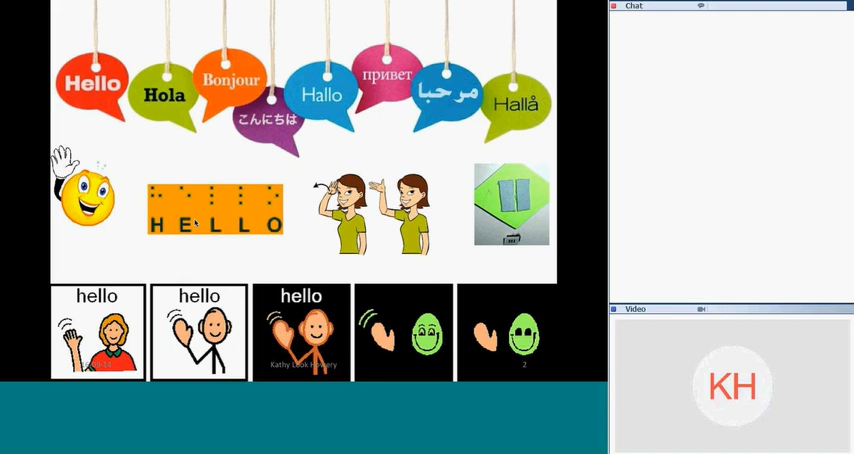 Chat
Hello
Hola
Bonjour
こんにちは
Hallo
привет
مرحبا
Hallå
H E L L O
hello
hello
hello
Kathy Look Howery
2
Video
KH